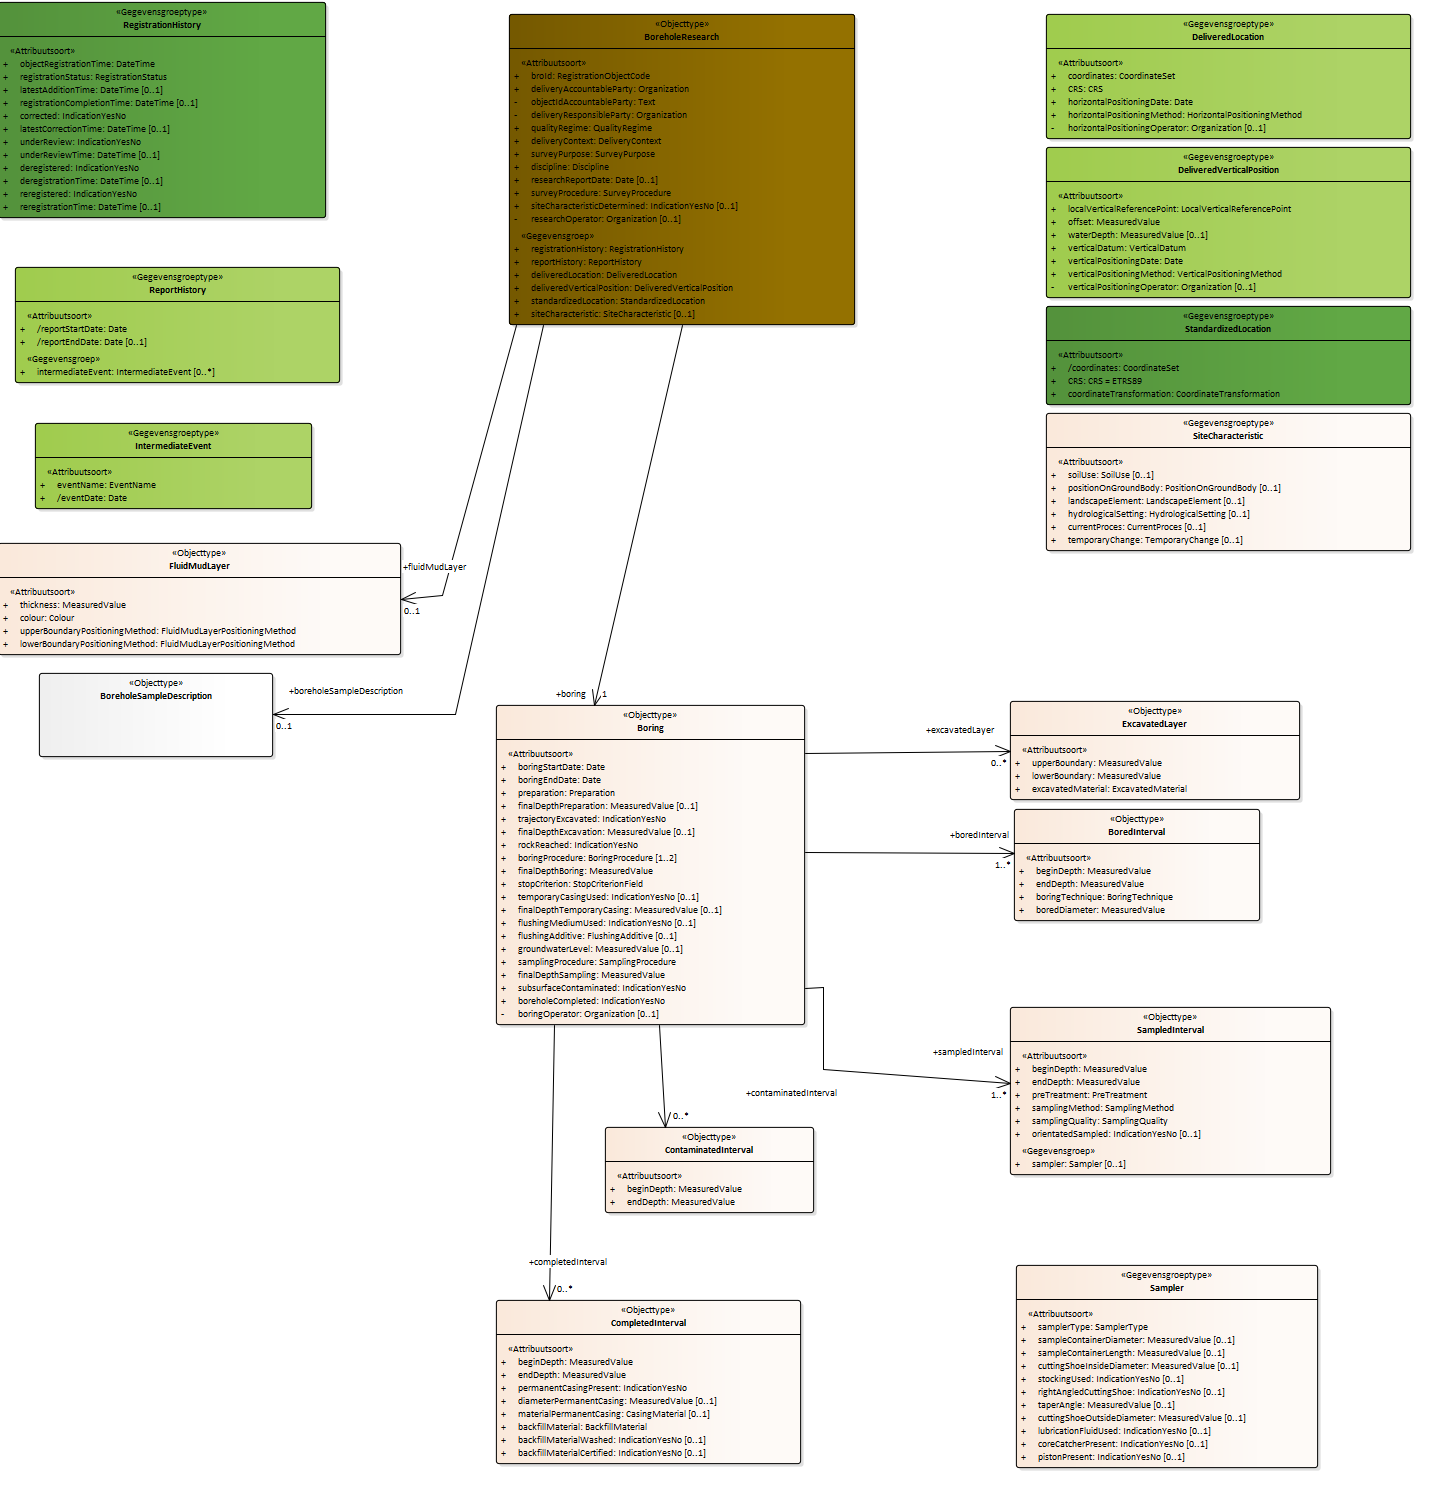 «Gegevensgroeptype»
RegistrationHistory
«Attribuutsoort»
+ objectRegistrationTime: DateTime
+ registrationStatus: RegistrationStatus
+ latestAdditionTime: DateTime [0..1]
+ registrationCompletionTime: DateTime [0..1]
+ corrected: IndicationYesNo
+ latestCorrectionTime: DateTime [0..1]
+ underReview: IndicationYesNo
+ underReviewTime: DateTime [0..1]
+ deregistered: IndicationYesNo
+ deregistrationTime: DateTime [0..1]
+ reregistered: IndicationYesNo
+ reregistrationTime: DateTime [0..1]
«Objecttype»
BoreholeResearch
«Attribuutsoort»
+ broId: RegistrationObjectCode
+ deliveryAccountableParty: Organization
- objectIdAccountableParty: Text
- deliveryResponsibleParty: Organization
+ qualityRegime: QualityRegime
+ deliveryContext: DeliveryContext
+ surveyPurpose: SurveyPurpose
+ discipline: Discipline
+ researchReportDate: Date [0..1]
+ surveyProcedure: SurveyProcedure
+ siteCharacteristicDetermined: IndicationYesNo [0..1]
- researchOperator: Organization [0..1]
«Gegevensgroep»
+ registrationHistory: RegistrationHistory
+ reportHistory: ReportHistory
+ deliveredLocation: DeliveredLocation
+ deliveredVerticalPosition: DeliveredVerticalPosition
+ standardizedLocation: StandardizedLocation
+ siteCharacteristic: SiteCharacteristic [0..1]
«Gegevensgroeptype»
DeliveredLocation
«Attribuutsoort»
+ coordinates: CoordinateSet
+ CRS: CRS
+ horizontalPositioningDate: Date
+ horizontalPositioningMethod: HorizontalPositioningMethod
- horizontalPositioningOperator: Organization [0..1]
«Gegevensgroeptype»
DeliveredVerticalPosition
«Attribuutsoort»
+ localVerticalReferencePoint: LocalVerticalReferencePoint
+ offset: MeasuredValue
+ waterDepth: MeasuredValue [0..1]
+ verticalDatum: VerticalDatum
+ verticalPositioningDate: Date
+ verticalPositioningMethod: VerticalPositioningMethod
- verticalPositioningOperator: Organization [0..1]
«Gegevensgroeptype»
StandardizedLocation
«Attribuutsoort»
+ /coordinates: CoordinateSet
+ CRS: CRS = ETRS89
+ coordinateTransformation: CoordinateTransformation
«Gegevensgroeptype»
SiteCharacteristic
«Attribuutsoort»
+ soilUse: SoilUse [0..1]
+ positionOnGroundBody: PositionOnGroundBody [0..1]
+ landscapeElement: LandscapeElement [0..1]
+ hydrologicalSetting: HydrologicalSetting [0..1]
+ currentProces: CurrentProces [0..1]
+ temporaryChange: TemporaryChange [0..1]
«Gegevensgroeptype»
ReportHistory
«Attribuutsoort»
+ /reportStartDate: Date
+ /reportEndDate: Date [0..1]
«Gegevensgroep»
+ intermediateEvent: IntermediateEvent [0..*]
«Gegevensgroeptype»
IntermediateEvent
«Attribuutsoort»
+ eventName: EventName
+ /eventDate: Date
«Objecttype»
FluidMudLayer
«Attribuutsoort»
+ thickness: MeasuredValue
+ colour: Colour
+ upperBoundaryPositioningMethod: FluidMudLayerPositioningMethod
+ lowerBoundaryPositioningMethod: FluidMudLayerPositioningMethod
+fluidMudLayer
0..1
«Objecttype»
BoreholeSampleDescription
+boreholeSampleDescription
0..1
+boring
1
«Objecttype»
Boring
«Attribuutsoort»
+ boringStartDate: Date
+ boringEndDate: Date
+ preparation: Preparation
+ finalDepthPreparation: MeasuredValue [0..1]
+ trajectoryExcavated: IndicationYesNo
+ finalDepthExcavation: MeasuredValue [0..1]
+ rockReached: IndicationYesNo
+ boringProcedure: BoringProcedure [1..2]
+ finalDepthBoring: MeasuredValue
+ stopCriterion: StopCriterionField
+ temporaryCasingUsed: IndicationYesNo [0..1]
+ finalDepthTemporaryCasing: MeasuredValue [0..1]
+ flushingMediumUsed: IndicationYesNo [0..1]
+ flushingAdditive: FlushingAdditive [0..1]
+ groundwaterLevel: MeasuredValue [0..1]
+ samplingProcedure: SamplingProcedure
+ finalDepthSampling: MeasuredValue
+ subsurfaceContaminated: IndicationYesNo
+ boreholeCompleted: IndicationYesNo
- boringOperator: Organization [0..1]
+excavatedLayer
0..*
«Objecttype»
ExcavatedLayer
«Attribuutsoort»
+ upperBoundary: MeasuredValue
+ lowerBoundary: MeasuredValue
+ excavatedMaterial: ExcavatedMaterial
+boredInterval
1..*
«Objecttype»
BoredInterval
«Attribuutsoort»
+ beginDepth: MeasuredValue
+ endDepth: MeasuredValue
+ boringTechnique: BoringTechnique
+ boredDiameter: MeasuredValue
+sampledInterval
1..*
«Objecttype»
SampledInterval
«Attribuutsoort»
+ beginDepth: MeasuredValue
+ endDepth: MeasuredValue
+ preTreatment: PreTreatment
+ samplingMethod: SamplingMethod
+ samplingQuality: SamplingQuality
+ orientatedSampled: IndicationYesNo [0..1]
«Gegevensgroep»
+ sampler: Sampler [0..1]
+contaminatedInterval
0..*
«Objecttype»
ContaminatedInterval
«Attribuutsoort»
+ beginDepth: MeasuredValue
+ endDepth: MeasuredValue
+completedInterval
0..*
«Objecttype»
CompletedInterval
«Attribuutsoort»
+ beginDepth: MeasuredValue
+ endDepth: MeasuredValue
+ permanentCasingPresent: IndicationYesNo
+ diameterPermanentCasing: MeasuredValue [0..1]
+ materialPermanentCasing: CasingMaterial [0..1]
+ backfillMaterial: BackfillMaterial
+ backfillMaterialWashed: IndicationYesNo [0..1]
+ backfillMaterialCertified: IndicationYesNo [0..1]
«Gegevensgroeptype»
Sampler
«Attribuutsoort»
+ samplerType: SamplerType
+ sampleContainerDiameter: MeasuredValue [0..1]
+ sampleContainerLength: MeasuredValue [0..1]
+ cuttingShoeInsideDiameter: MeasuredValue [0..1]
+ stockingUsed: IndicationYesNo [0..1]
+ rightAngledCuttingShoe: IndicationYesNo [0..1]
+ taperAngle: MeasuredValue [0..1]
+ cuttingShoeOutsideDiameter: MeasuredValue [0..1]
+ lubricationFluidUsed: IndicationYesNo [0..1]
+ coreCatcherPresent: IndicationYesNo [0..1]
+ pistonPresent: IndicationYesNo [0..1]